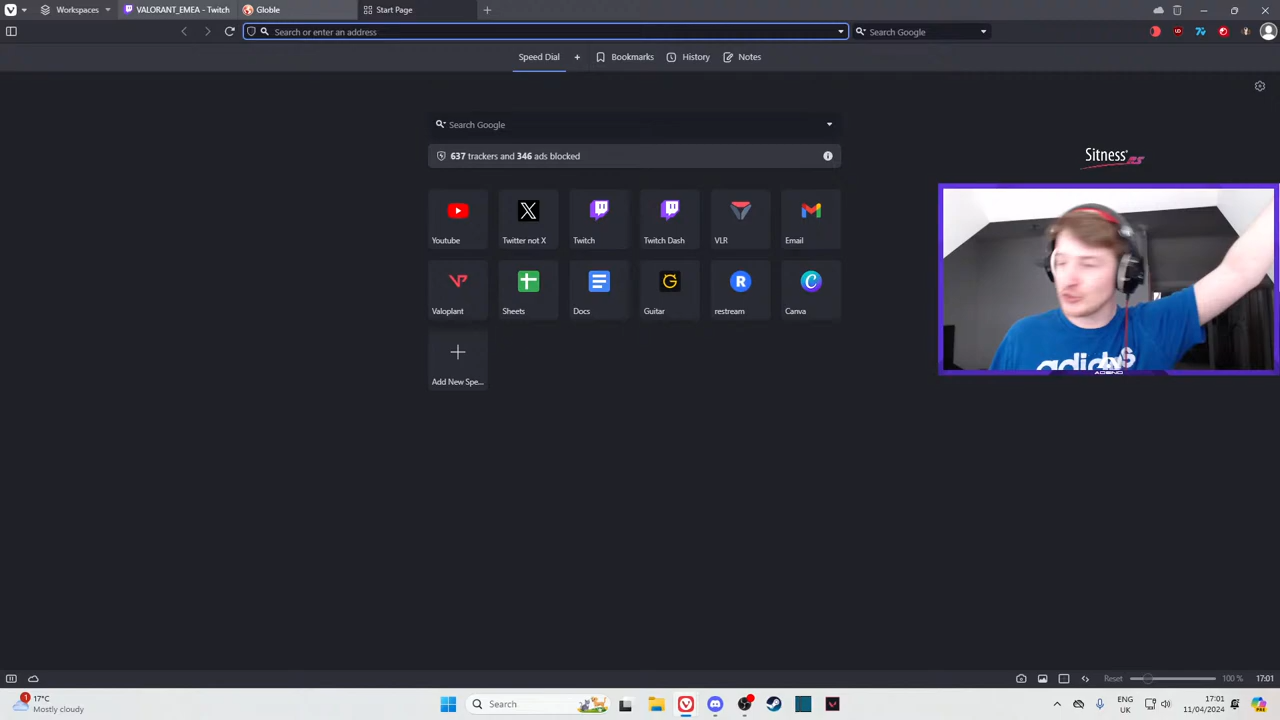 Workspaces
VALORANT_EMEA - Twitch
Globle
Start Page
Search or enter an address
Search Google
Speed Dial
Bookmarks
History
Notes
Search Google
637 trackers and 346 ads blocked
Sitness RS
Youtube
Twitter not X
Twitch
Twitch Dash
VLR
Email
Valoplant
Sheets
Docs
Guitar
restream
Canva
Add New Spe...
adidas
Reset
100 %
17:01
1
17°C
Mostly cloudy
Search
ENG
UK
17:01
11/04/2024